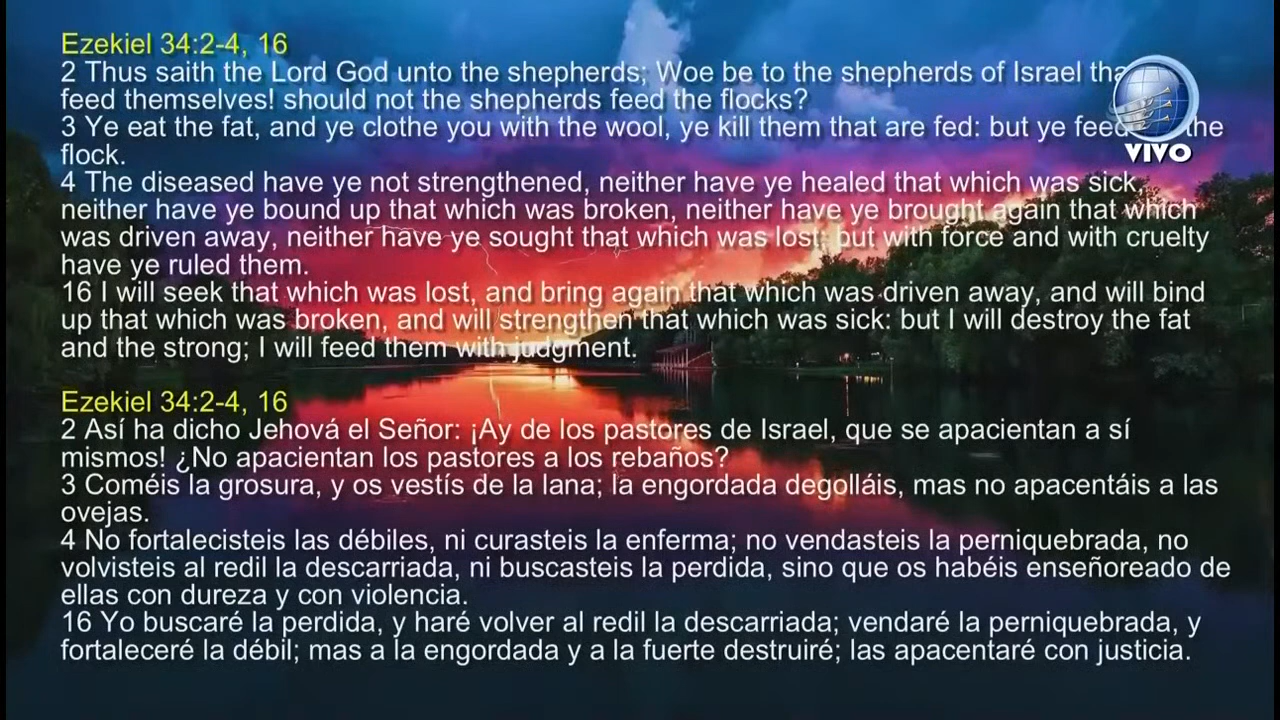 Ezekiel 34:2-4, 16
2 Thus saith the Lord God unto the shepherds; Woe be to the shepherds of Israel
feed themselves! should not the shepherds feed the flocks?
3 Ye eat the fat, and ye clothe you with the wool, ye kill them that are fed: but ye feed the
flock.
4 The diseased have ye not strengthened, neither have ye healed that which was sick,
neither have ye bound up that which was broken, neither have ye brought again that which
was driven away, neither have ye sought that which was lost; but with force and with cruelty
have ye ruled them.
16 I will seek that which was lost, and bring again that which was driven away, and will bind
up that which was broken, and will strengthen that which was sick: but I will destroy the fat
and the strong; I will feed them with judgment.
Ezekiel 34:2-4, 16
2 Así ha dicho Jehová el Señor: ¡Ay de los pastores de Israel, que se apacientan a sí
mismos! ¿No apacientan los pastores a los rebaños?
3 Coméis la grosura, y os vestís de la lana; la engordada degolláis, mas no apacentáis a las
ovejas.
4 No fortalecisteis las débiles, ni curasteis la enferma; no vendasteis la perniquebrada, no
volvisteis al redil la descarriada, ni buscasteis la perdida, sino que os habéis enseñoreado de
ellas con dureza y con violencia.
16 Yo buscaré la perdida, y haré volver al redil la descarriada; vendaré la perniquebrada, y
fortaleceré la débil; mas a la engordada y a la fuerte destruiré; las apacentaré con justicia.
VIVO